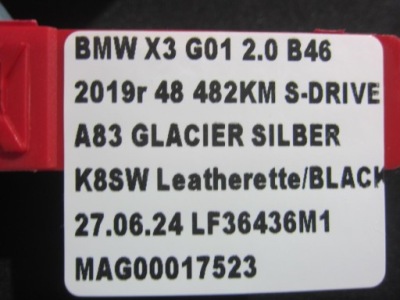 BMW X3 G01 2.0 B46
2019r 48 482KM S-DRIVE
A83 GLACIER SILBER
K8SW Leatherette/BLACK
27.06.24 LF36436M1
MAG00017523